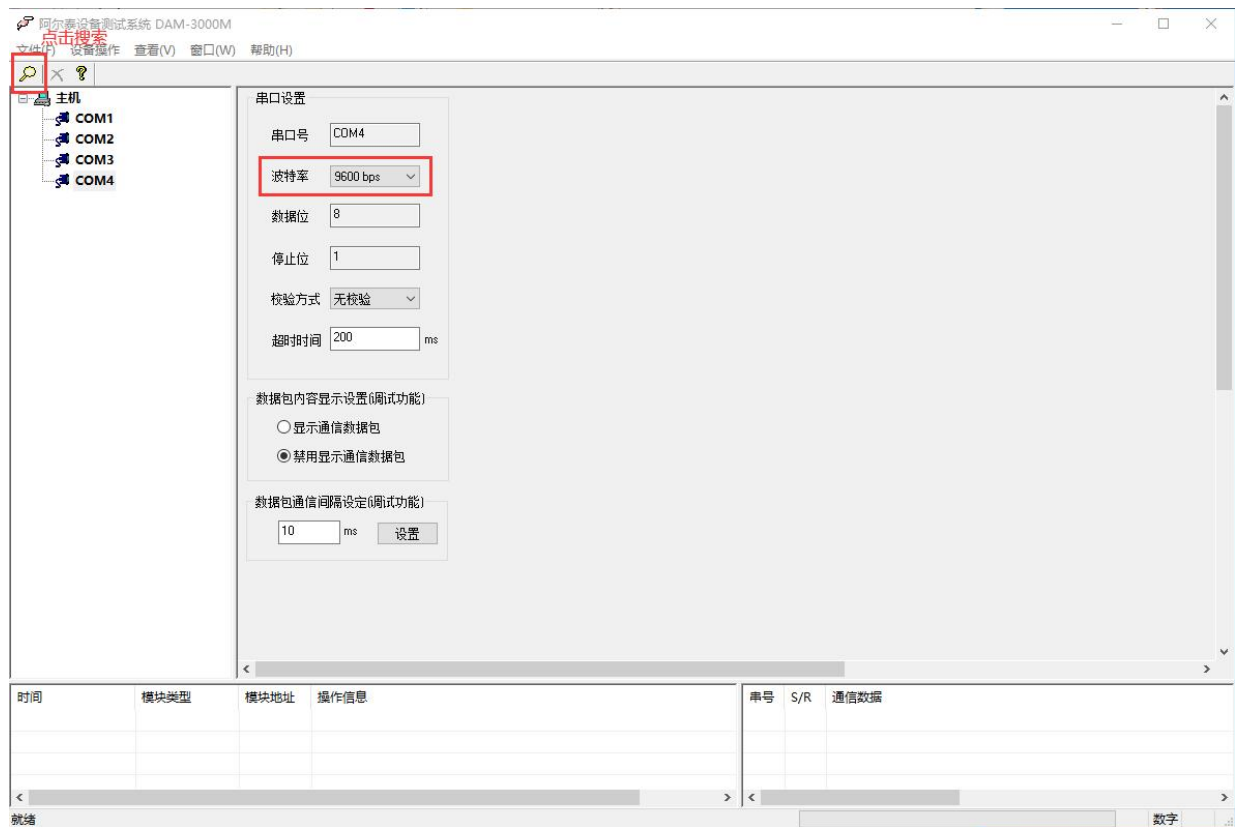 阿尔泰设备测试系统 DAM-3000M
点击搜索
文件(F) 设备操作 查看(V) 窗口(W) 帮助(H)
主机
COM1
COM2
COM3
COM4
串口设置
串口号 COM4
波特率 9600 bps
数据位 8
停止位 1
校验方式 无校验
超时时间 200 ms
数据包内容显示设置(调试功能)
显示通信数据包
禁用显示通信数据包
数据包通信间隔设定(调试功能)
10 ms 设置
时间 模块类型 模块地址 操作信息 串号 S/R 通信数据
就绪 数字